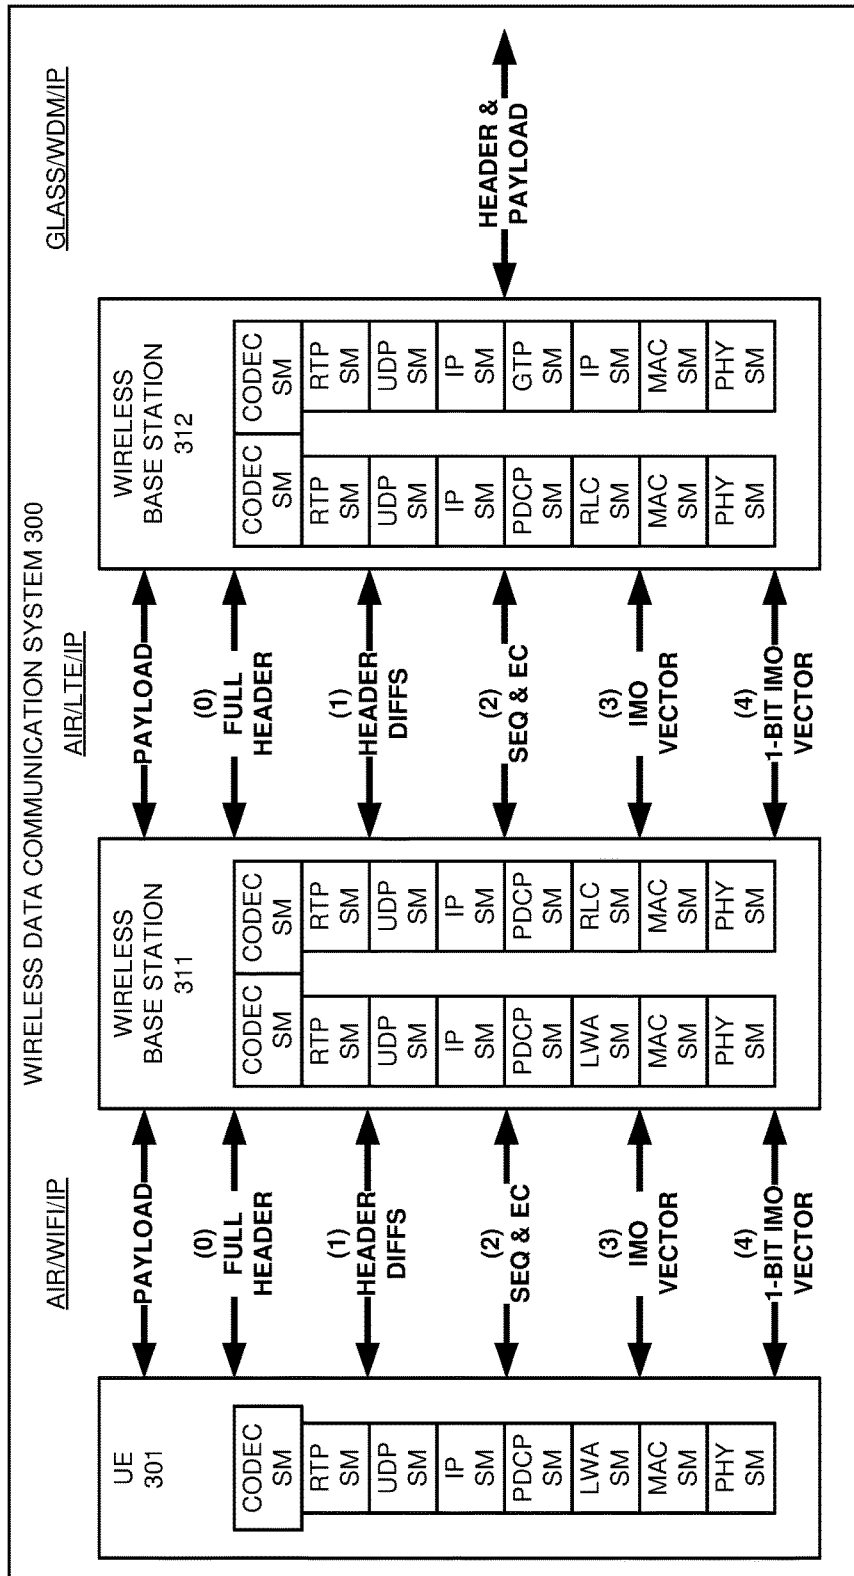 WIRELESS DATA COMMUNICATION SYSTEM 300
AIR/WIFI/IP
AIR/LTE/IP
GLASS/WDM/IP
UE
301
CODEC
SM
RTP
SM
UDP
SM
IP
SM
PDCP
SM
LWA
SM
MAC
SM
PHY
SM
PAYLOAD
(0)
FULL
HEADER
(1)
HEADER
DIFFS
(2)
SEQ & EC
(3)
IMO
VECTOR
(4)
1-BIT IMO
VECTOR
WIRELESS
BASE STATION
311
CODEC
SM
RTP
SM
UDP
SM
IP
SM
PDCP
SM
LWA
SM
MAC
SM
PHY
SM
CODEC
SM
RTP
SM
UDP
SM
IP
SM
PDCP
SM
RLC
SM
MAC
SM
PHY
SM
PAYLOAD
(0)
FULL
HEADER
(1)
HEADER
DIFFS
(2)
SEQ & EC
(3)
IMO
VECTOR
(4)
1-BIT IMO
VECTOR
WIRELESS
BASE STATION
312
CODEC
SM
RTP
SM
UDP
SM
IP
SM
PDCP
SM
RLC
SM
MAC
SM
PHY
SM
CODEC
SM
RTP
SM
UDP
SM
IP
SM
GTP
SM
IP
SM
MAC
SM
PHY
SM
HEADER &
PAYLOAD